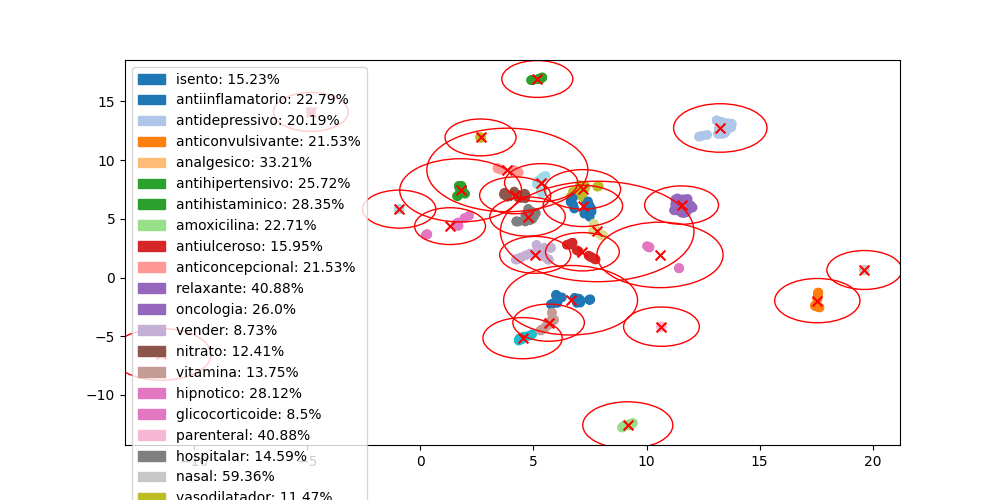 isento: 15.23%
antiinflamatorio: 22.79%
antidepressivo: 20.19%
anticonvulsivante: 21.53%
analgesico: 33.21%
antihipertensivo: 25.72%
antihistaminico: 28.35%
amoxicilina: 22.71%
antiulceroso: 15.95%
anticoncepcional: 21.53%
relaxante: 40.88%
oncologia: 26.0%
vender: 8.73%
nitrato: 12.41%
vitamina: 13.75%
hipnotico: 28.12%
glicocorticoide: 8.5%
parenteral: 40.88%
hospitalar: 14.59%
nasal: 59.36%
vasodilatador: 11.47%
15
10
5
0
−5
−10
−10 −5 0 5 10 15 20